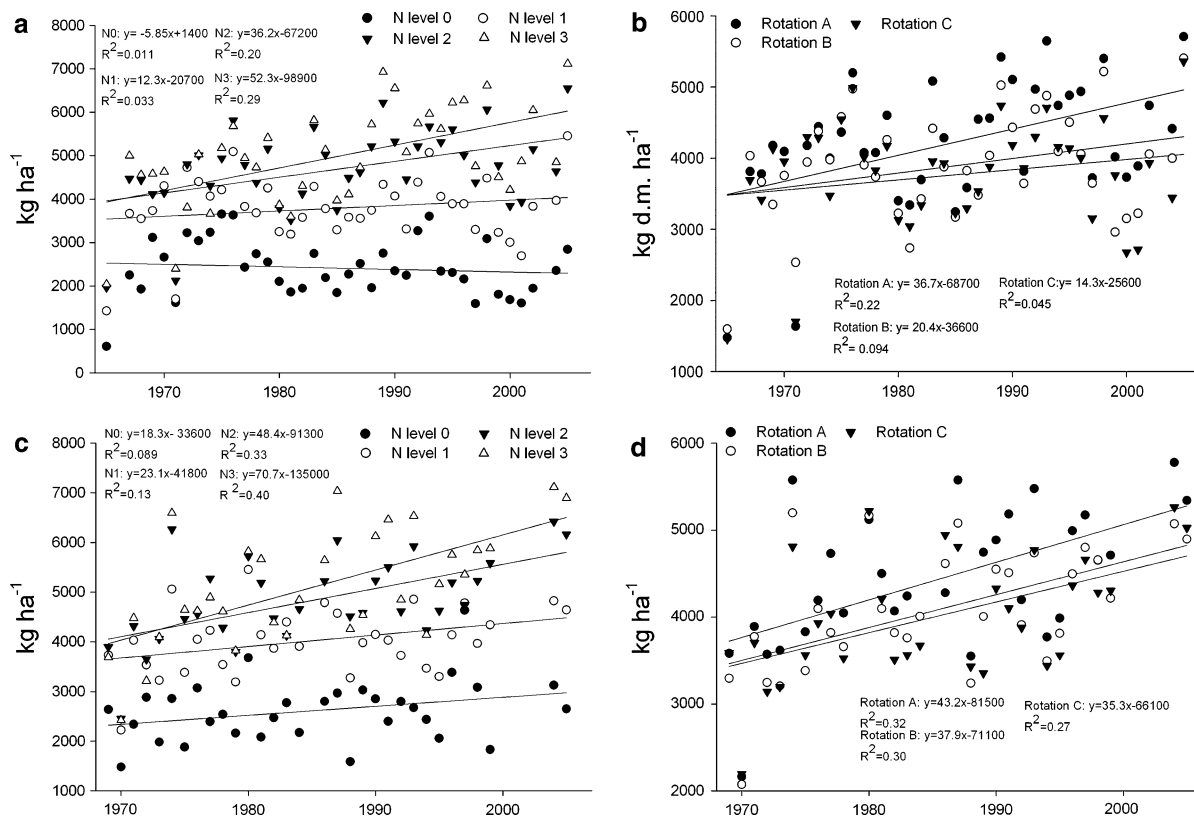 a
N level 0 N level 1
N level 2 N level 3
N0: y= -5.85x+1400 N2: y=36.2x-67200
R²=0.011 R²=0.20
N1: y=12.3x-20700 N3: y=52.3x-98900
R²=0.033 R²=0.29
kg ha⁻¹
8000
7000
6000
5000
4000
3000
2000
1000
0
1970 1980 1990 2000
b
Rotation A Rotation C
Rotation B
kg d.m. ha⁻¹
6000
5000
4000
3000
2000
1000
Rotation A: y= 36.7x-68700 Rotation C:y= 14.3x-25600
R²=0.22 R²=0.045
Rotation B: y= 20.4x-36600
R²= 0.094
1970 1980 1990 2000
c
N level 0 N level 2
N level 1 N level 3
N0: y=18.3x- 33600 N2: y=48.4x-91300
R²=0.089 R²=0.33
N1: y=23.1x-41800 N3: y=70.7x-135000
R²=0.13 R²=0.40
kg ha⁻¹
8000
7000
6000
5000
4000
3000
2000
1000
1970 1980 1990 2000
d
Rotation A Rotation C
Rotation B
kg ha⁻¹
6000
5000
4000
3000
2000
Rotation A: y=43.2x-81500 Rotation C: y=35.3x-66100
R²=0.32 R²=0.27
Rotation B: y=37.9x-71100
R²=0.30
1970 1980 1990 2000